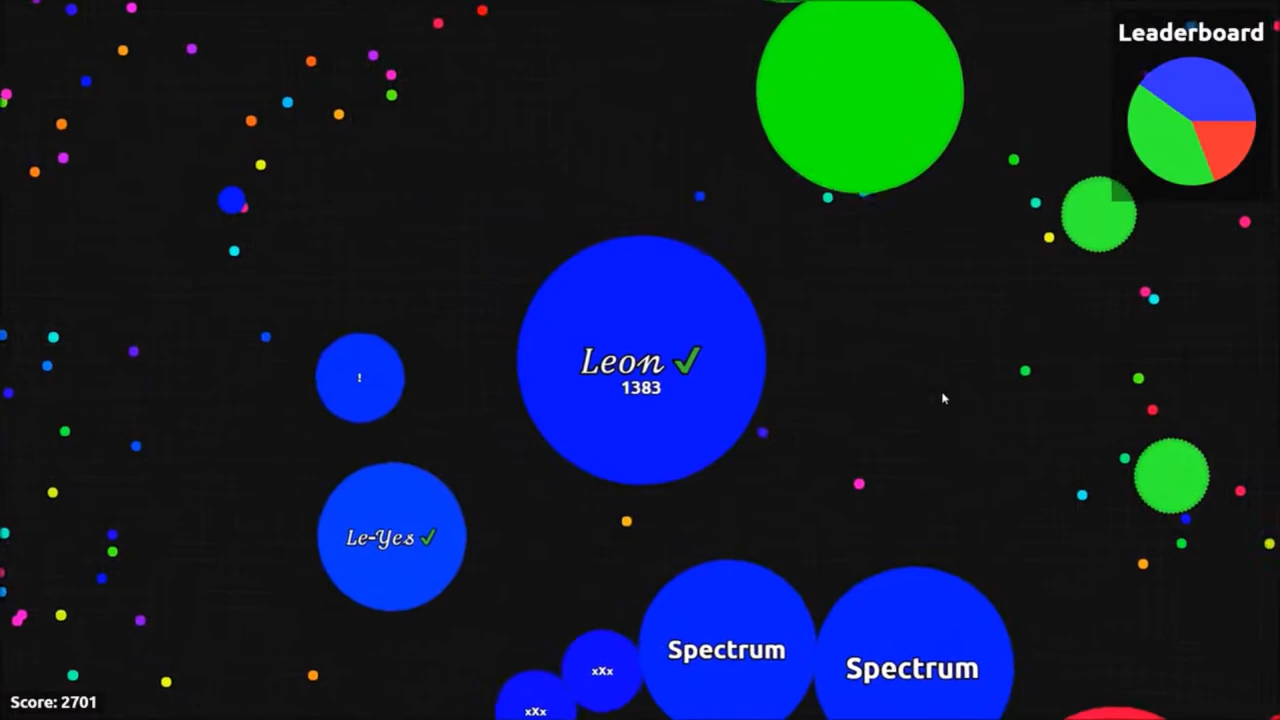 Leaderboard
Leon ✓
1383
!
Le-Yes ✓
Spectrum
Spectrum
xXx
xXx
Score: 2701